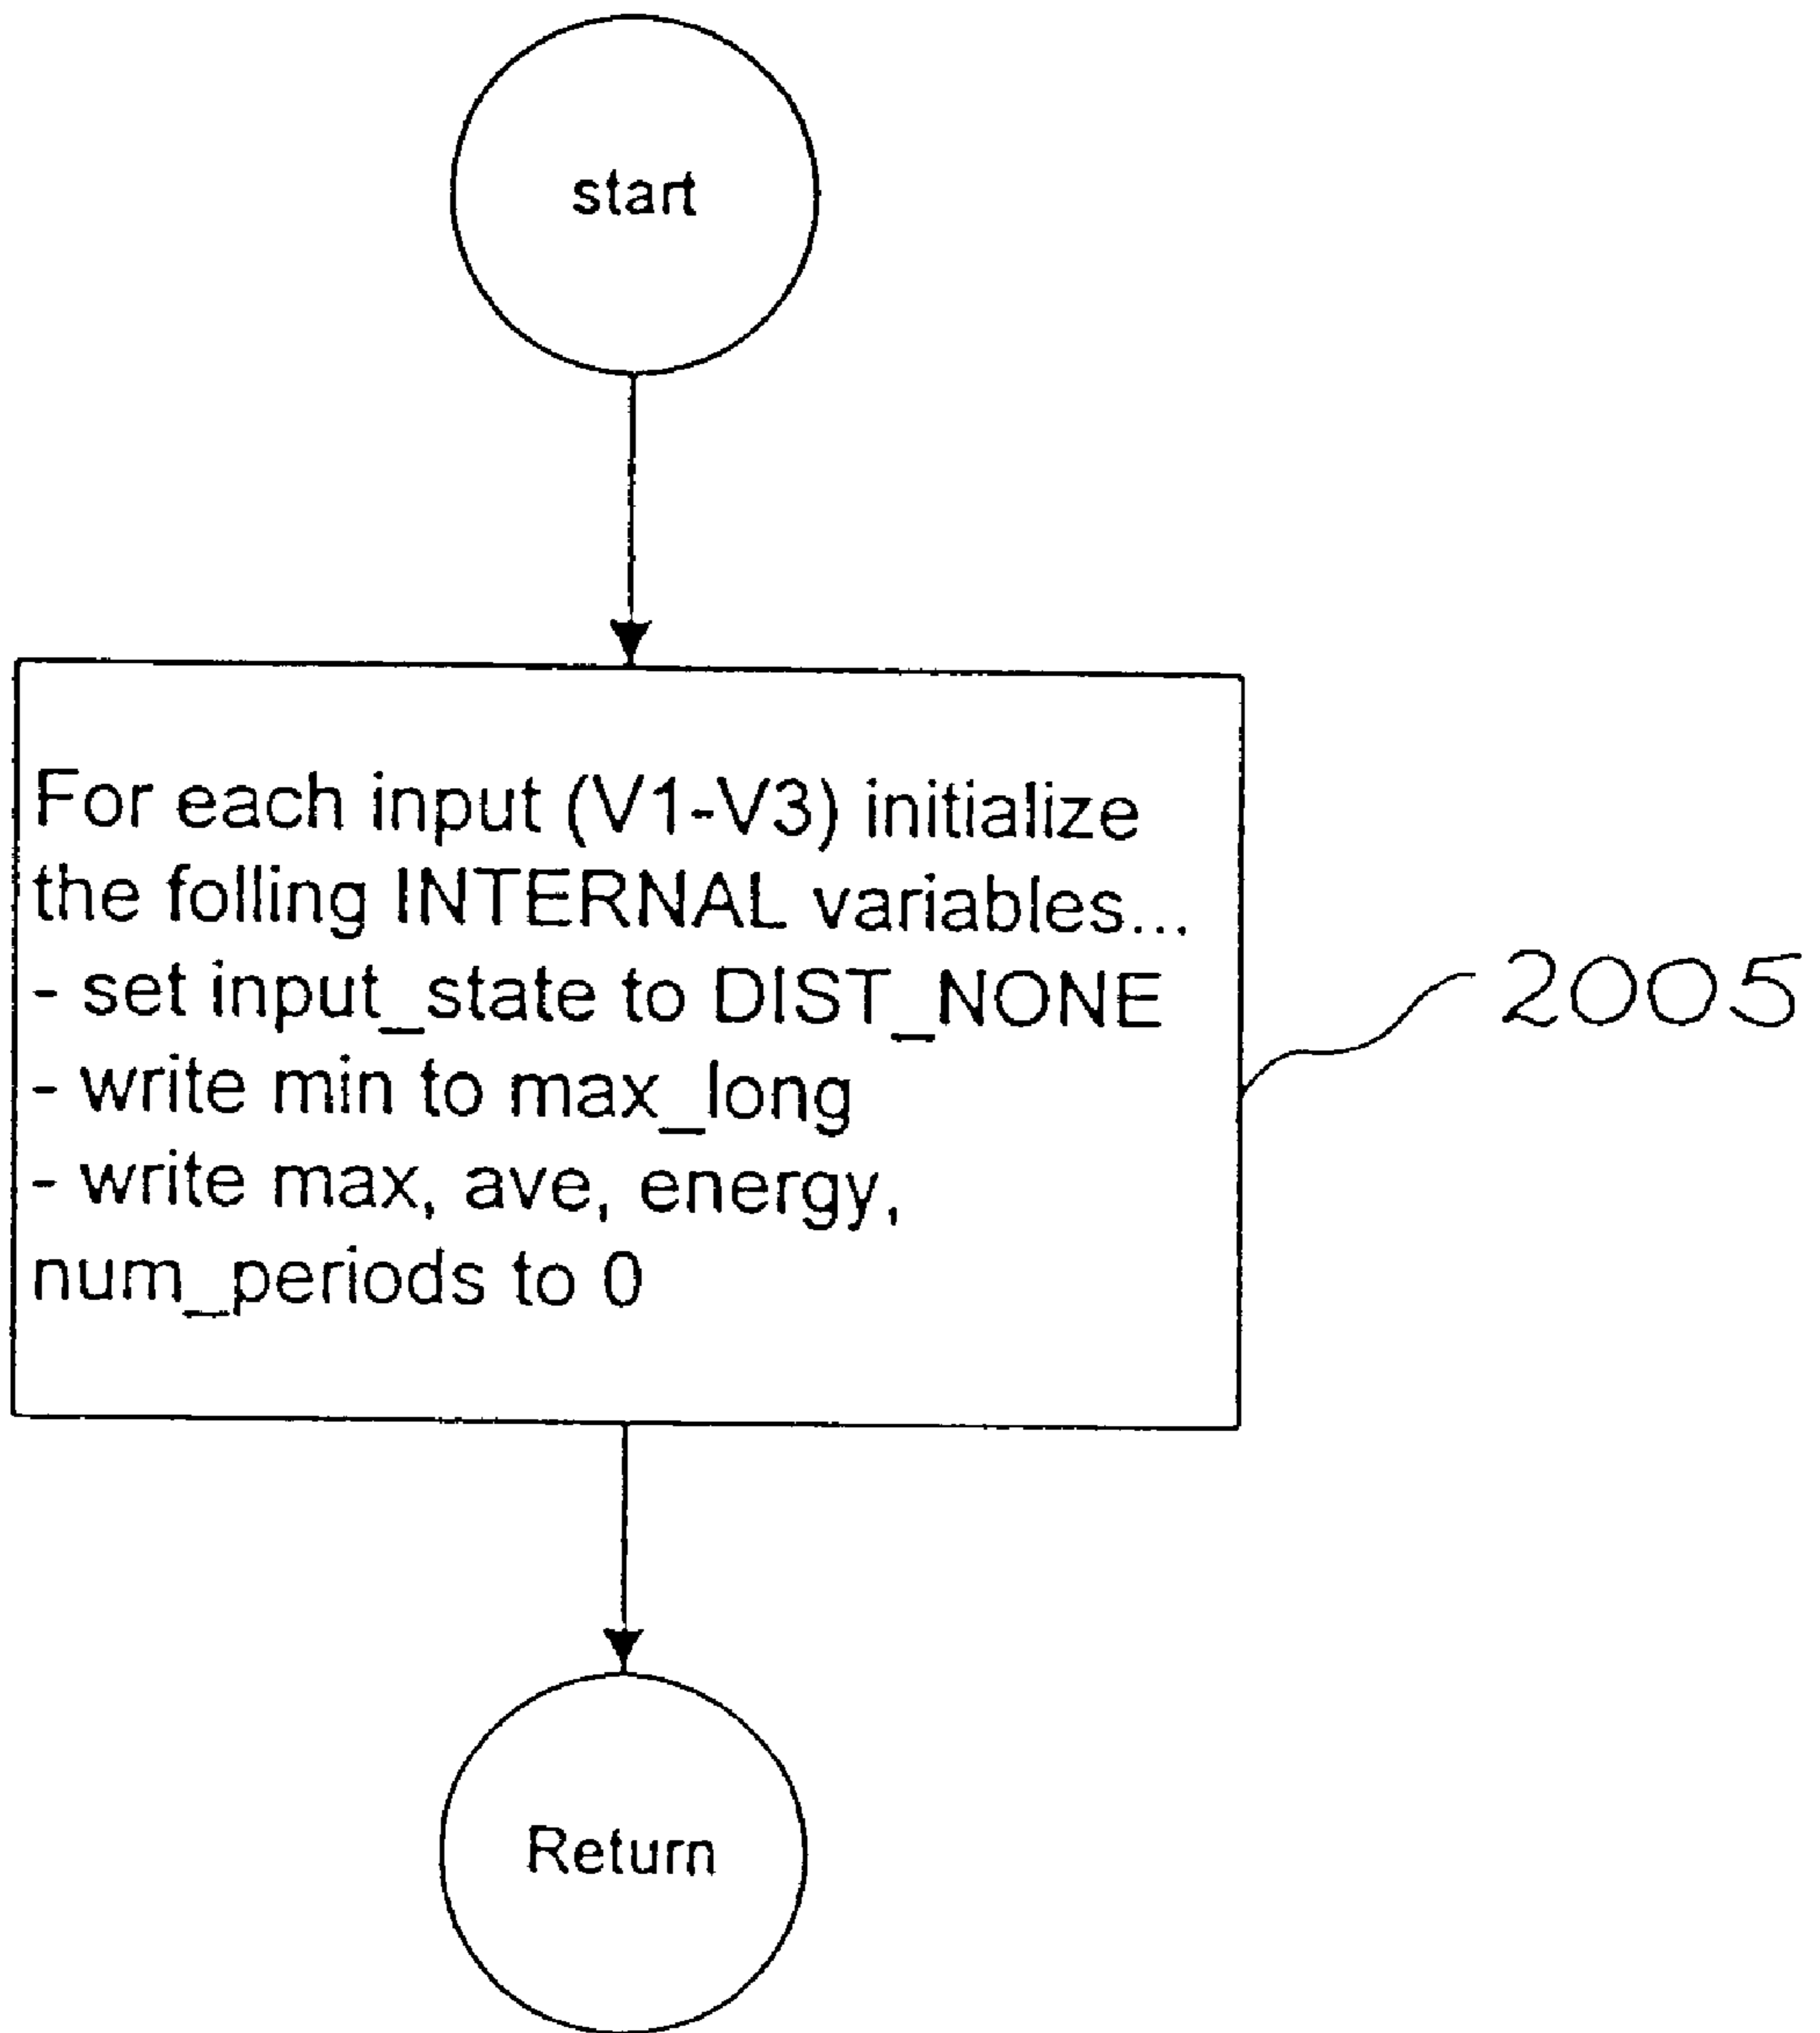 start
For each input (V1-V3) initialize
the folling INTERNAL variables...
- set input_state to DIST_NONE
- write min to max_long
- write max, ave, energy,
num_periods to 0
2005
Return